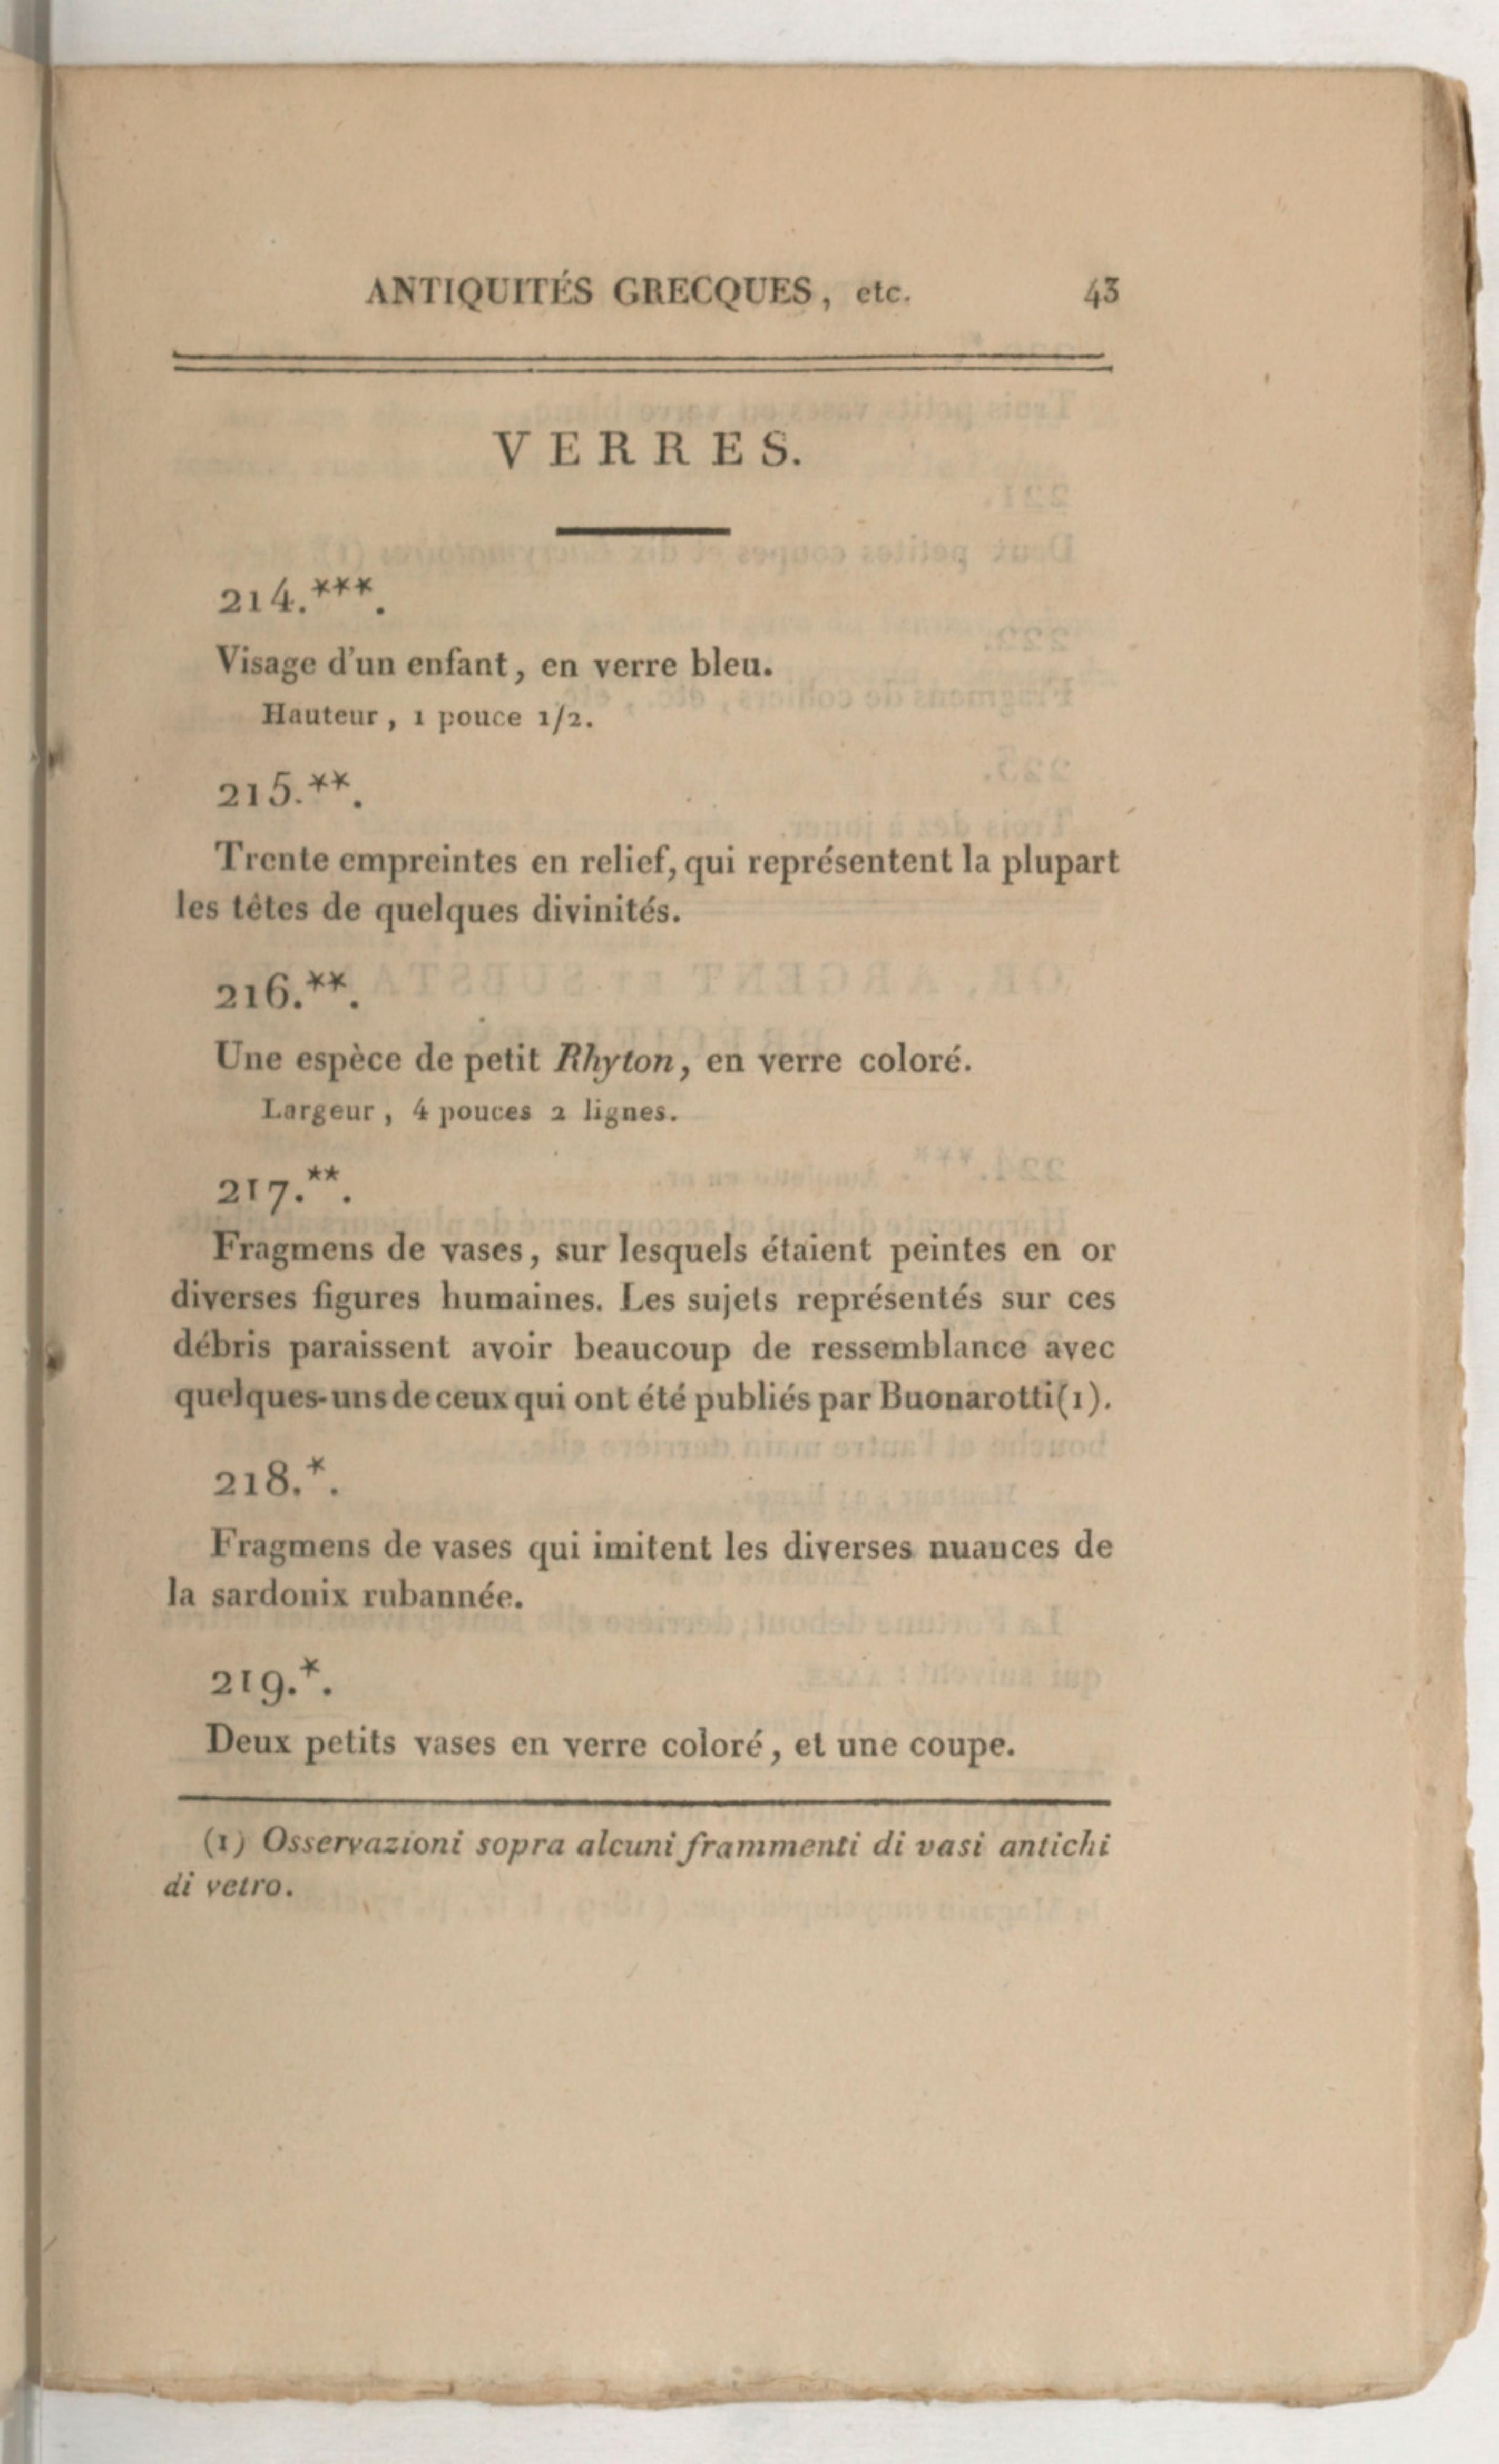 ANTIQUITÉS GRECQUES, etc. 43
VERRES.
214.***.
Visage d'un enfant, en verre bleu.
Hauteur, 1 pouce 1/2.
215.**.
Trente empreintes en relief, qui représentent la plupart
les têtes de quelques divinités.
216.**.
Une espèce de petit Rhyton, en verre coloré.
Largeur, 4 pouces 2 lignes.
217.**.
Fragmens de vases, sur lesquels étaient peintes en or
diverses figures humaines. Les sujets représentés sur ces
débris paraissent avoir beaucoup de ressemblance avec
quelques-uns de ceux qui ont été publiés par Buonarotti(1).
218.*.
Fragmens de vases qui imitent les diverses nuances de
la sardonix rubannée.
219.*.
Deux petits vases en verre coloré, et une coupe.
(1) Osservazioni sopra alcuni frammenti di vasi antichi
di vetro.